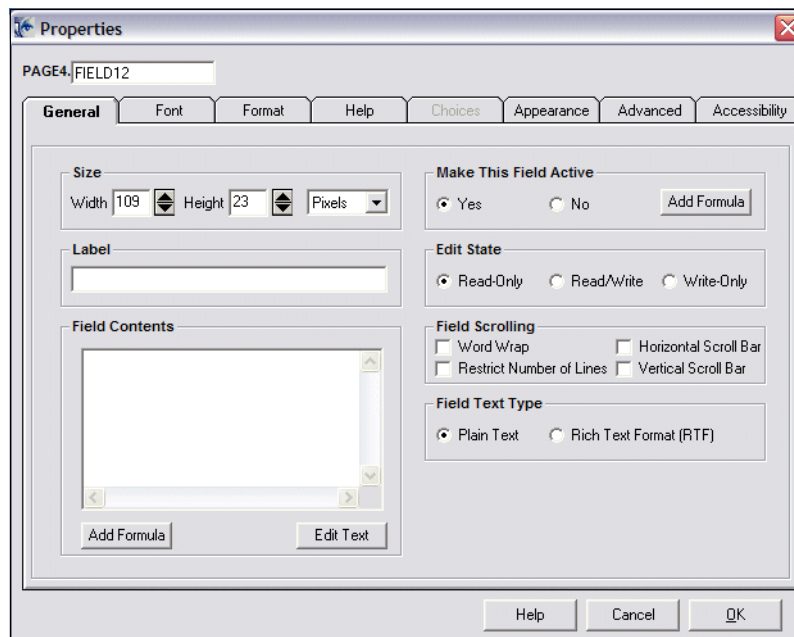 Properties
PAGE4. FIELD12
General Font Format Help Choices Appearance Advanced Accessibility
Size
Width 109 Height 23 Pixels
Label
Field Contents
Add Formula Edit Text
Make This Field Active
Yes No Add Formula
Edit State
Read-Only Read/Write Write-Only
Field Scrolling
Word Wrap Horizontal Scroll Bar
Restrict Number of Lines Vertical Scroll Bar
Field Text Type
Plain Text Rich Text Format (RTF)
Help Cancel OK